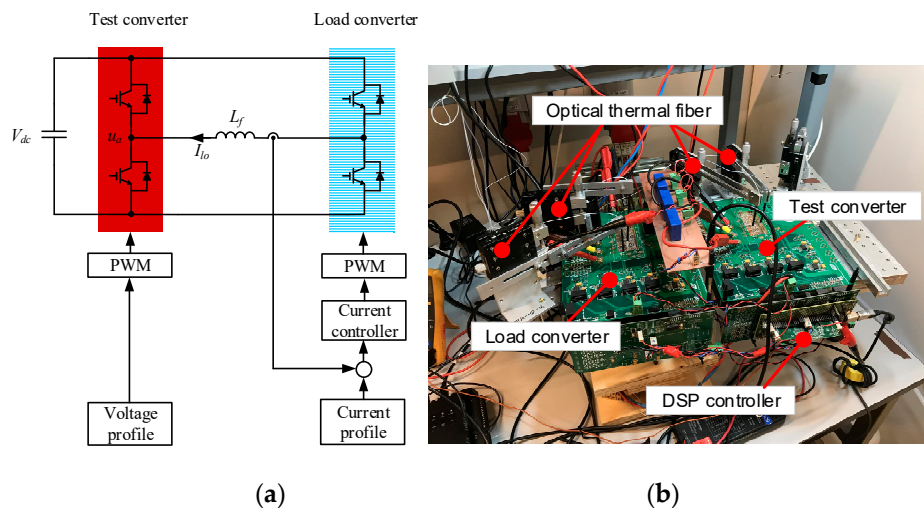 Test converter
Load converter
V_dc
u_a
L_f
I_lo
PWM
PWM
Current
controller
Voltage
profile
Current
profile
(a)
Optical thermal fiber
Test converter
Load converter
DSP controller
(b)